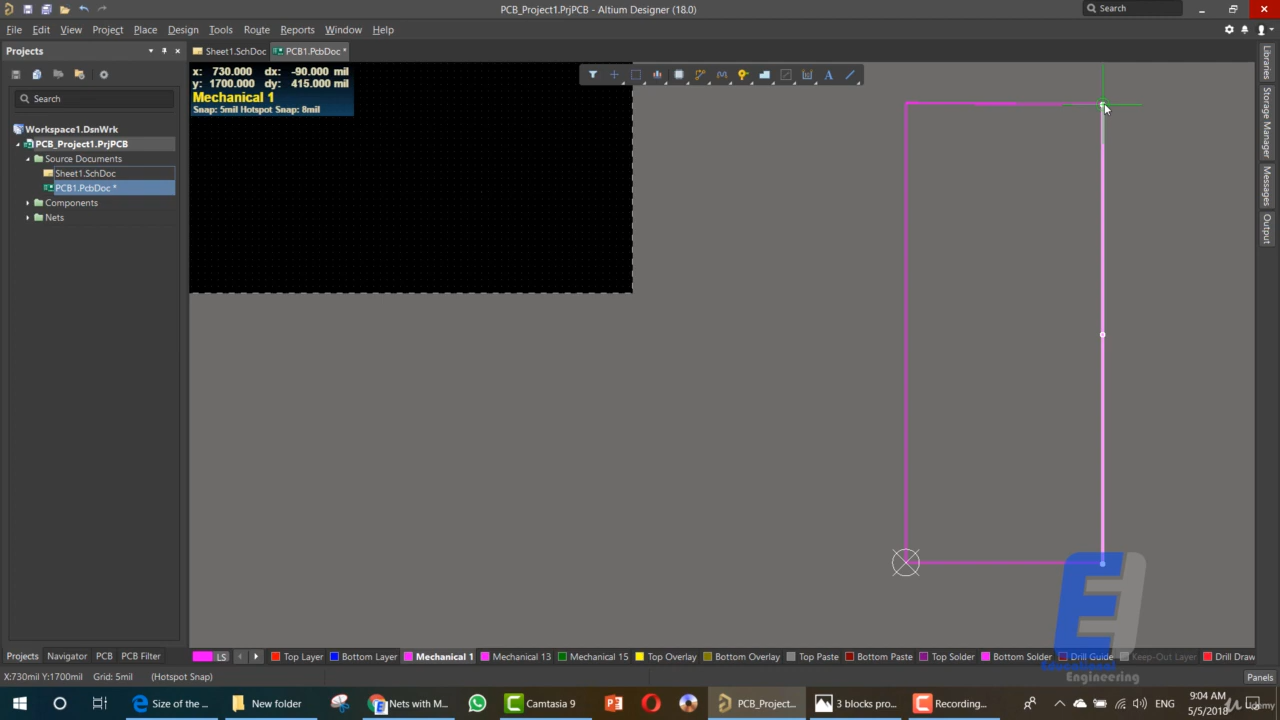 PCB_Project1.PrjPCB - Altium Designer (18.0)
Search
File Edit View Project Place Design Tools Route Reports Window Help
Projects
Sheet1.SchDoc
PCB1.PcbDoc *
x: 730.000 dx: -90.000 mil
y: 1700.000 dy: 415.000 mil
Mechanical 1
Snap: 5mil Hotspot Snap: 8mil
Search
Workspace1.DsnWrk
PCB_Project1.PrjPCB
Source Documents
Sheet1.SchDoc
PCB1.PcbDoc *
Components
Nets
Libraries
Storage Manager
Messages
Output
Projects Navigator PCB PCB Filter
LS Top Layer Bottom Layer Mechanical 1 Mechanical 13 Mechanical 15 Top Overlay Bottom Overlay Top Paste Bottom Paste Top Solder Bottom Solder Drill Guide Keep-Out Layer Drill Draw
Engineering
X:730mil Y:1700mil Grid: 5mil (Hotspot Snap)
Panels
Size of the ... New folder Nets with M... Camtasia 9 PCB_Project... 3 blocks pro... Recording...
ENG
9:04 AM
5/5/2018
Udemy